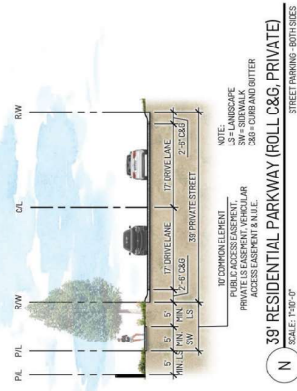 P/L
P/L
R/W
C/L
R/W
5'
MIN. LS
5'
MIN.
SW
5'
MIN.
LS
17' DRIVE LANE
2'-6" C&G
17' DRIVE LANE
2'-6" C&G
39' PRIVATE STREET
10' COMMON ELEMENT
PUBLIC ACCESS EASEMENT,
PRIVATE LS EASEMENT, VEHICULAR
ACCESS EASEMENT & N.U.E.
NOTE:
LS = LANDSCAPE
SW = SIDEWALK
C&G = CURB AND GUTTER
N
39' RESIDENTIAL PARKWAY (ROLL C&G, PRIVATE)
SCALE: 1"=10'-0"
STREET PARKING - BOTH SIDES